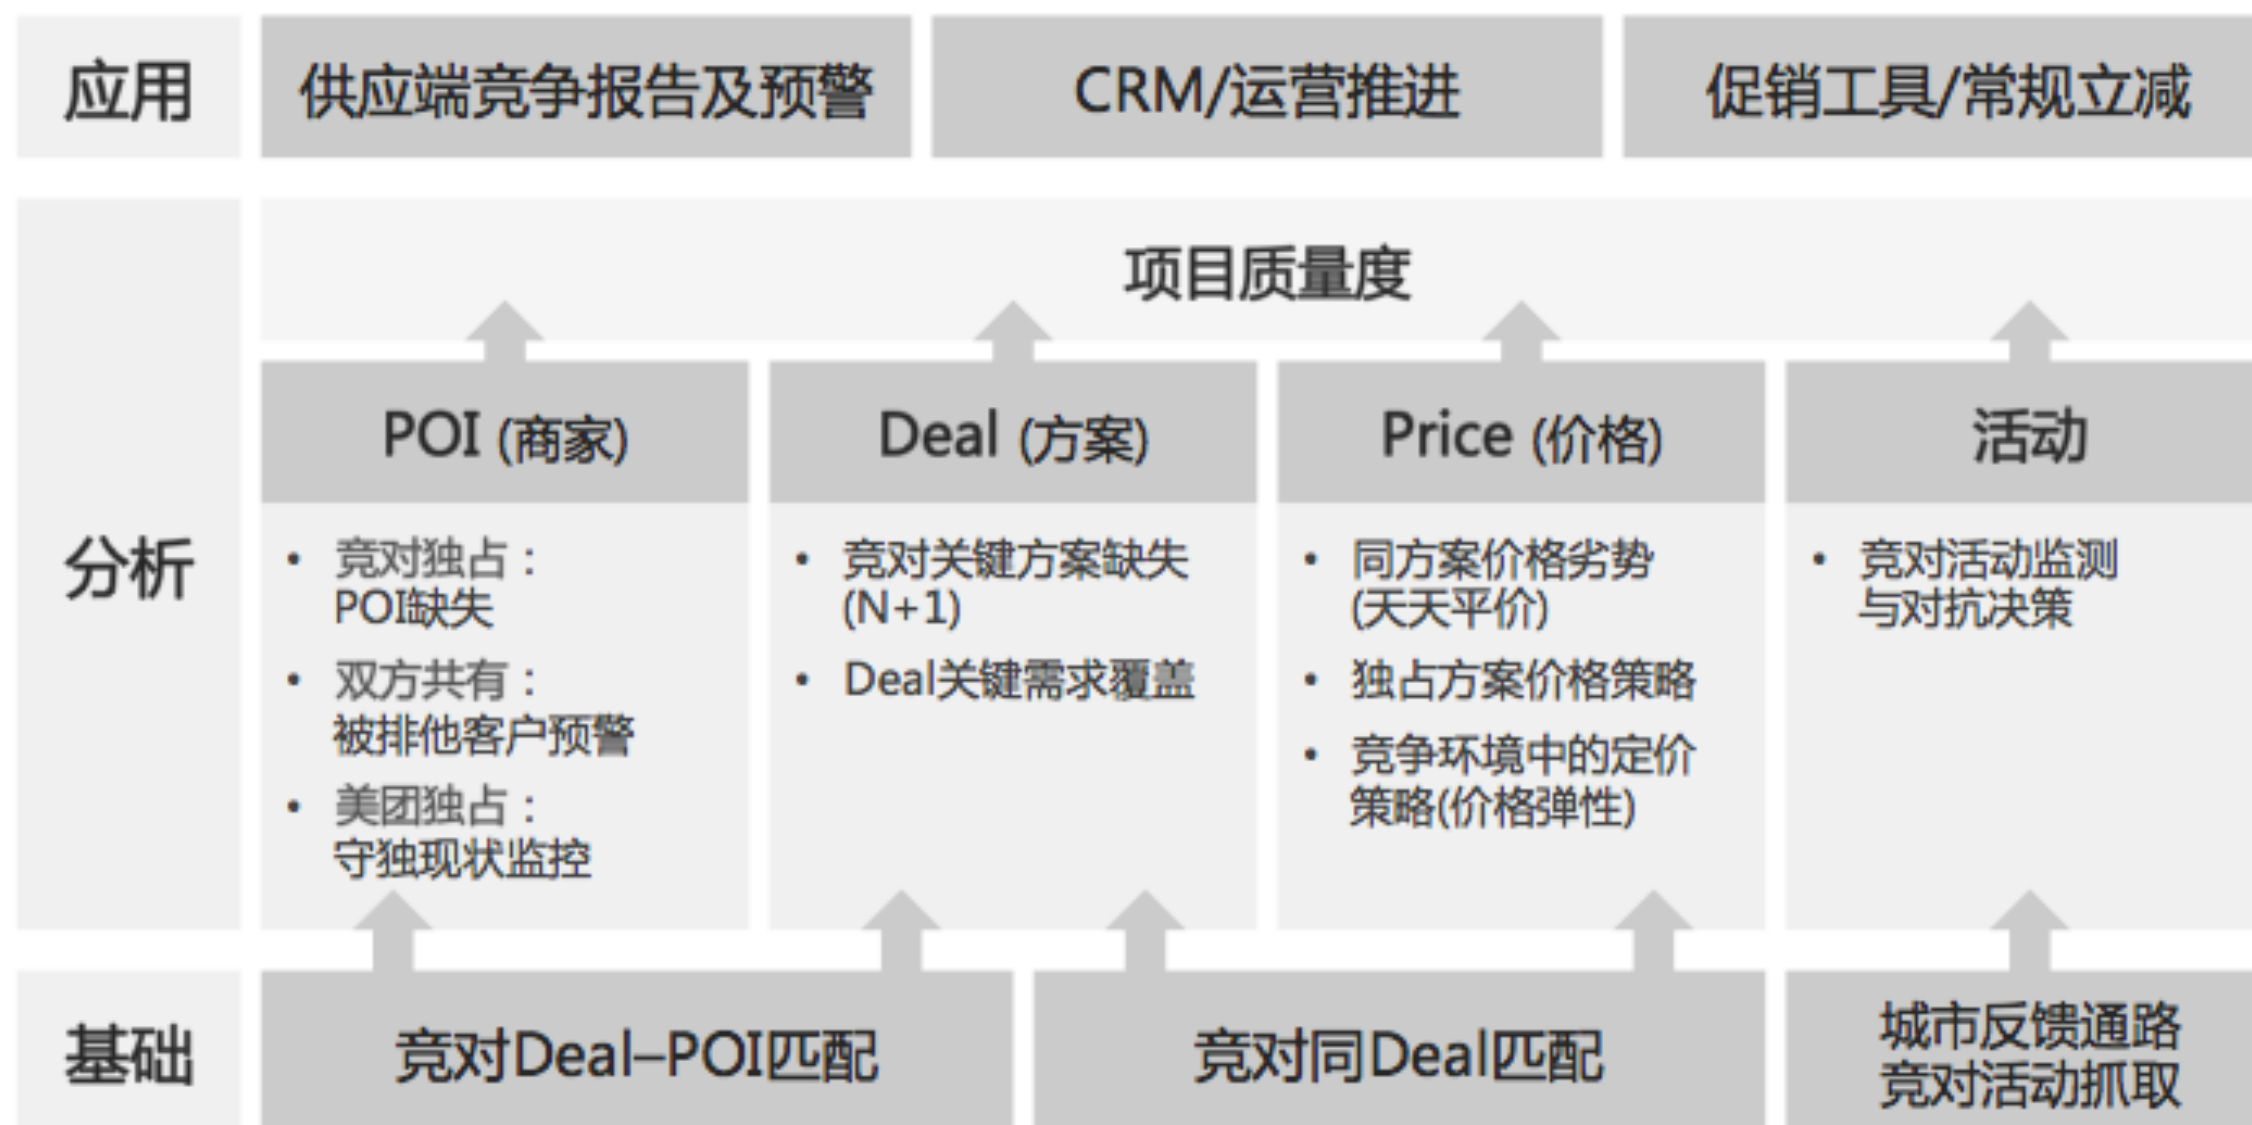 应用
供应端竞争报告及预警
CRM/运营推进
促销工具/常规立减
分析
项目质量度
POI (商家)
• 竞对独占：
POI缺失
• 双方共有：
被排他客户预警
• 美团独占：
守独现状监控
Deal (方案)
• 竞对关键方案缺失
(N+1)
• Deal关键需求覆盖
Price (价格)
• 同方案价格劣势
(天天平价)
• 独占方案价格策略
• 竞争环境中的定价
策略(价格弹性)
活动
• 竞对活动监测
与对抗决策
基础
竞对Deal–POI匹配
竞对同Deal匹配
城市反馈通路
竞对活动抓取